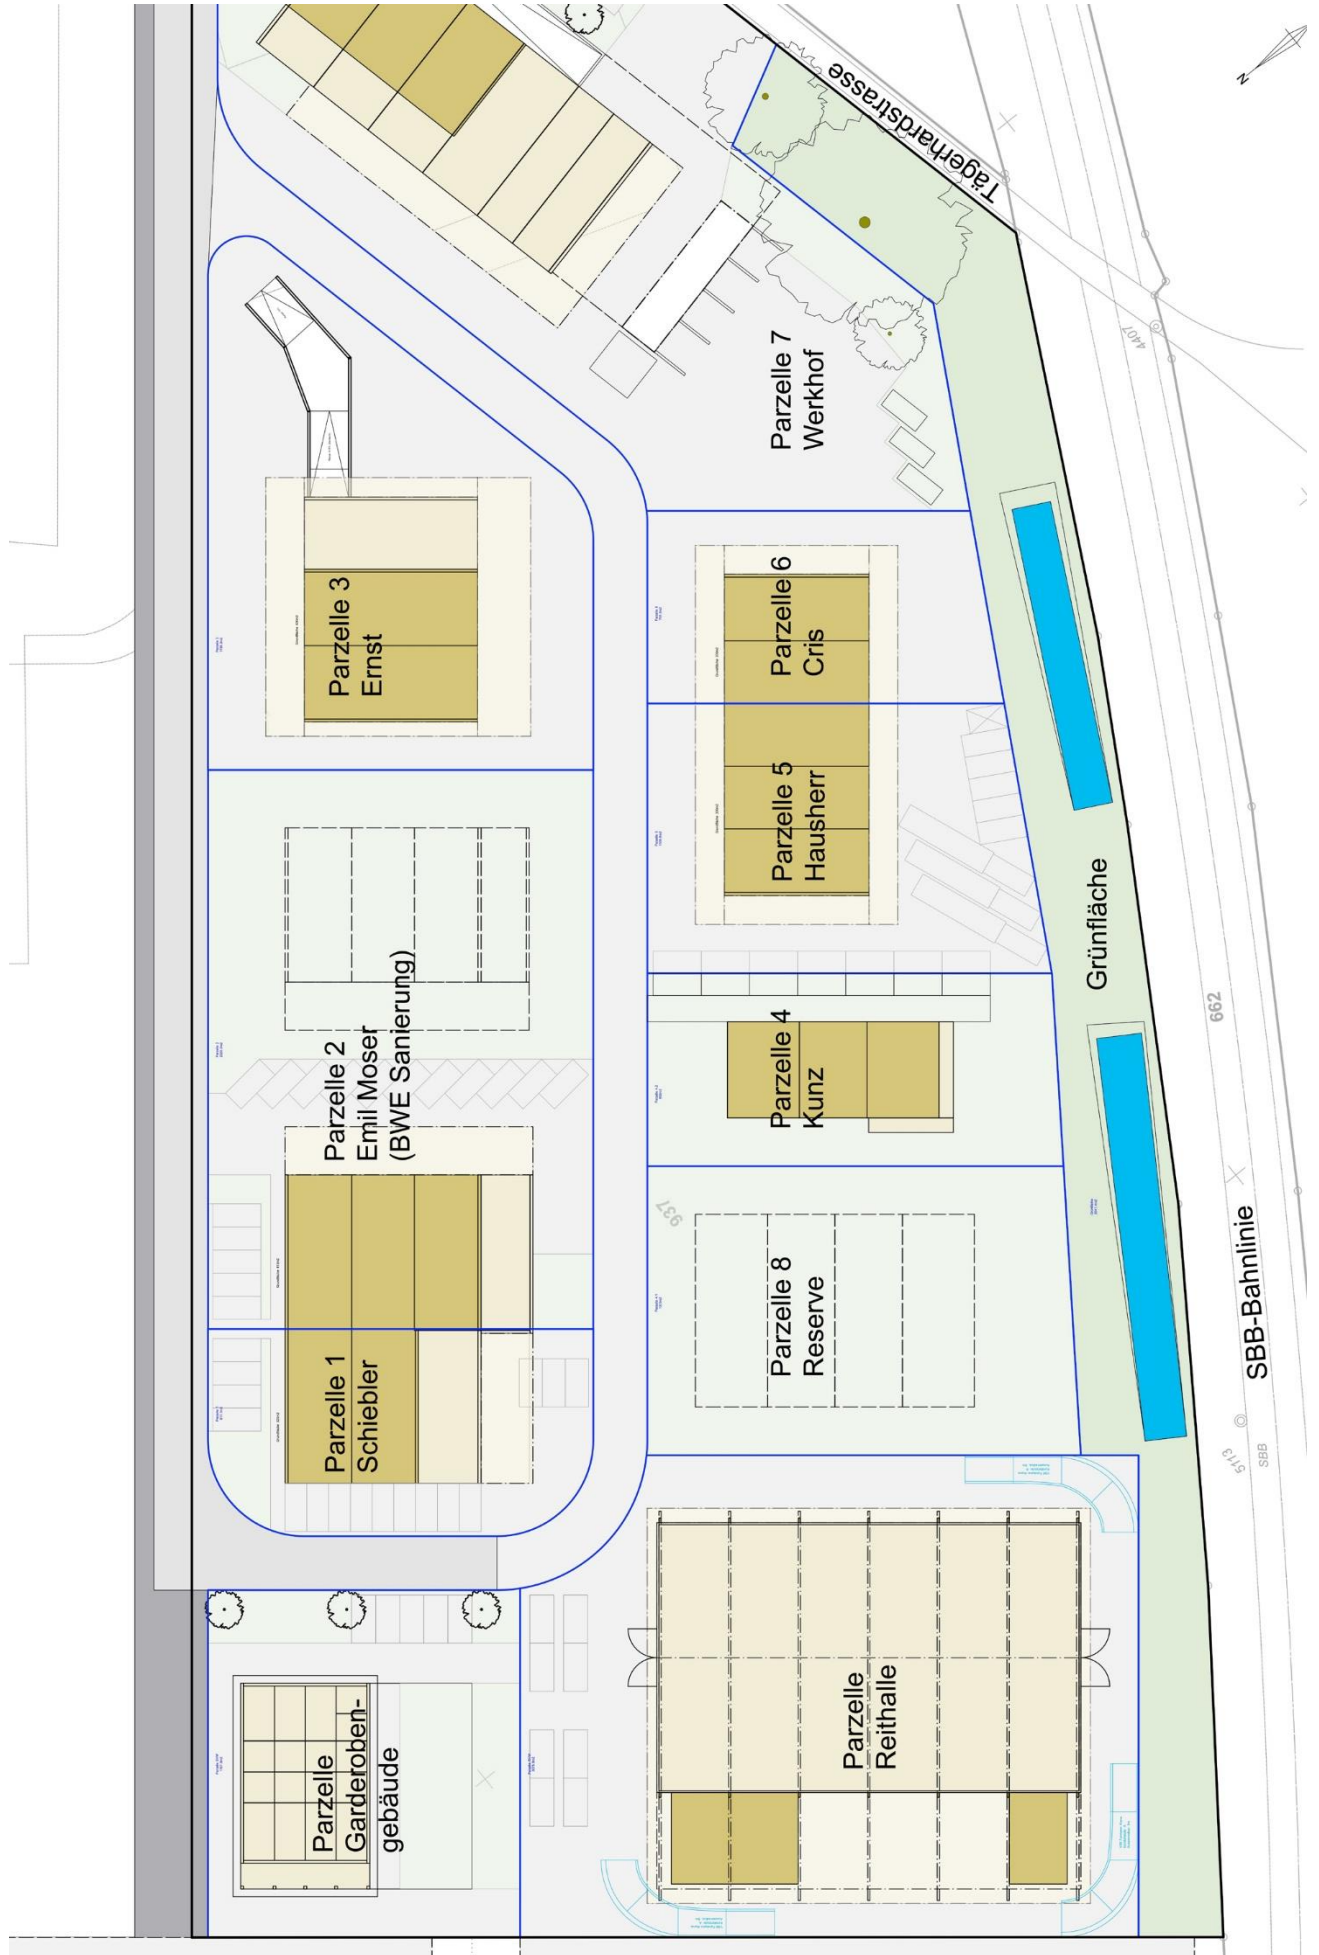 Tägerhardstrasse
N
4407
Parzelle 7
Werkhof
Parzelle 3
Ernst
Parzelle 6
Cris
Parzelle 5
Hausherr
Grünfläche
662
Parzelle 2
Emil Moser
(BWE Sanierung)
Parzelle 4
Kunz
937
Parzelle 8
Reserve
SBB-Bahnlinie
Parzelle 1
Schiebler
5113
SBB
Parzelle
Reithalle
Parzelle
Garderoben-
gebäude